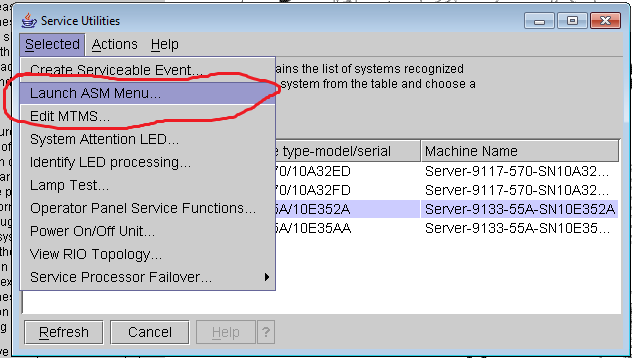 Service Utilities
Selected Actions Help
Create Serviceable Event...
Launch ASM Menu...
Edit MTMS...
System Attention LED...
Identify LED processing...
Lamp Test...
Operator Panel Service Functions...
Power On/Off Unit...
View RIO Topology...
Service Processor Failover...
ains the list of systems recognized
system from the table and choose a
type-model/serial Machine Name
70/10A32ED Server-9117-570-SN10A32...
70/10A32FD Server-9117-570-SN10A32...
5A/10E352A Server-9133-55A-SN10E352A
5A/10E35AA Server-9133-55A-SN10E35...
Refresh Cancel Help ?